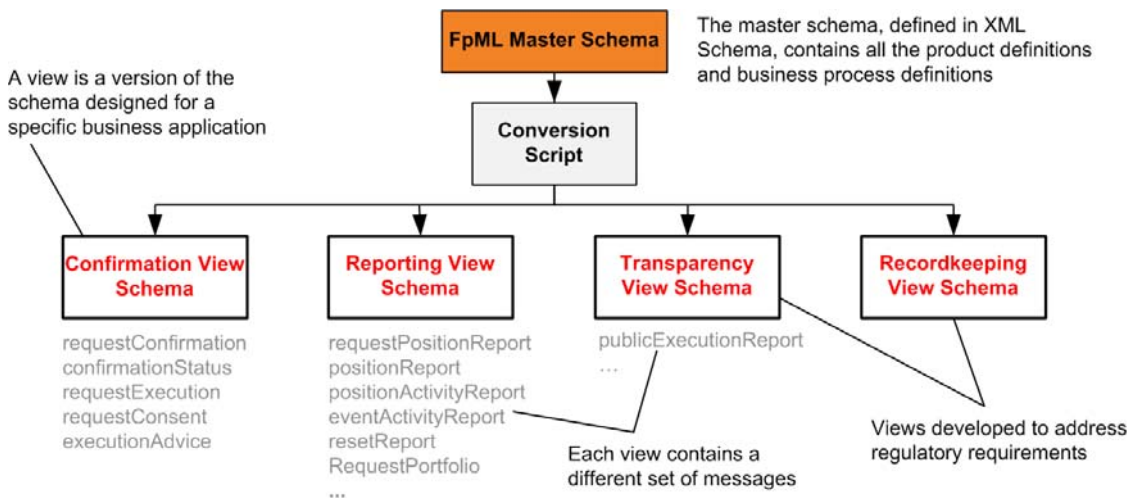 FpML Master Schema
The master schema, defined in XML
Schema, contains all the product definitions
and business process definitions
A view is a version of the
schema designed for a
specific business application
Conversion
Script
Confirmation View
Schema
Reporting View
Schema
Transparency
View Schema
Recordkeeping
View Schema
requestConfirmation
confirmationStatus
requestExecution
requestConsent
executionAdvice
requestPositionReport
positionReport
positionActivityReport
eventActivityReport
resetReport
RequestPortfolio
...
publicExecutionReport
...
Each view contains a
different set of messages
Views developed to address
regulatory requirements